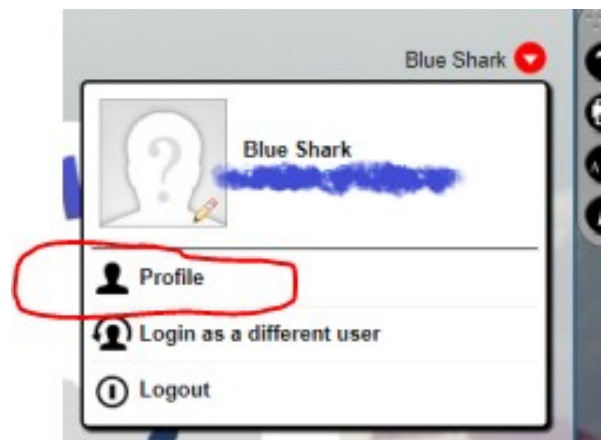 Blue Shark
Blue Shark
Profile
Login as a different user
Logout